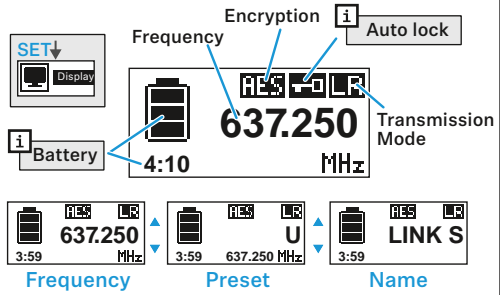 Encryption
i
Auto lock
Frequency
SET
Display
AES LR
637.250
Transmission
Mode
i
Battery
4:10 MHz
AES LR
637.250
3:59 MHz
AES LR
U
3:59 637.250 MHz
AES LR
LINK S
3:59
Frequency Preset Name